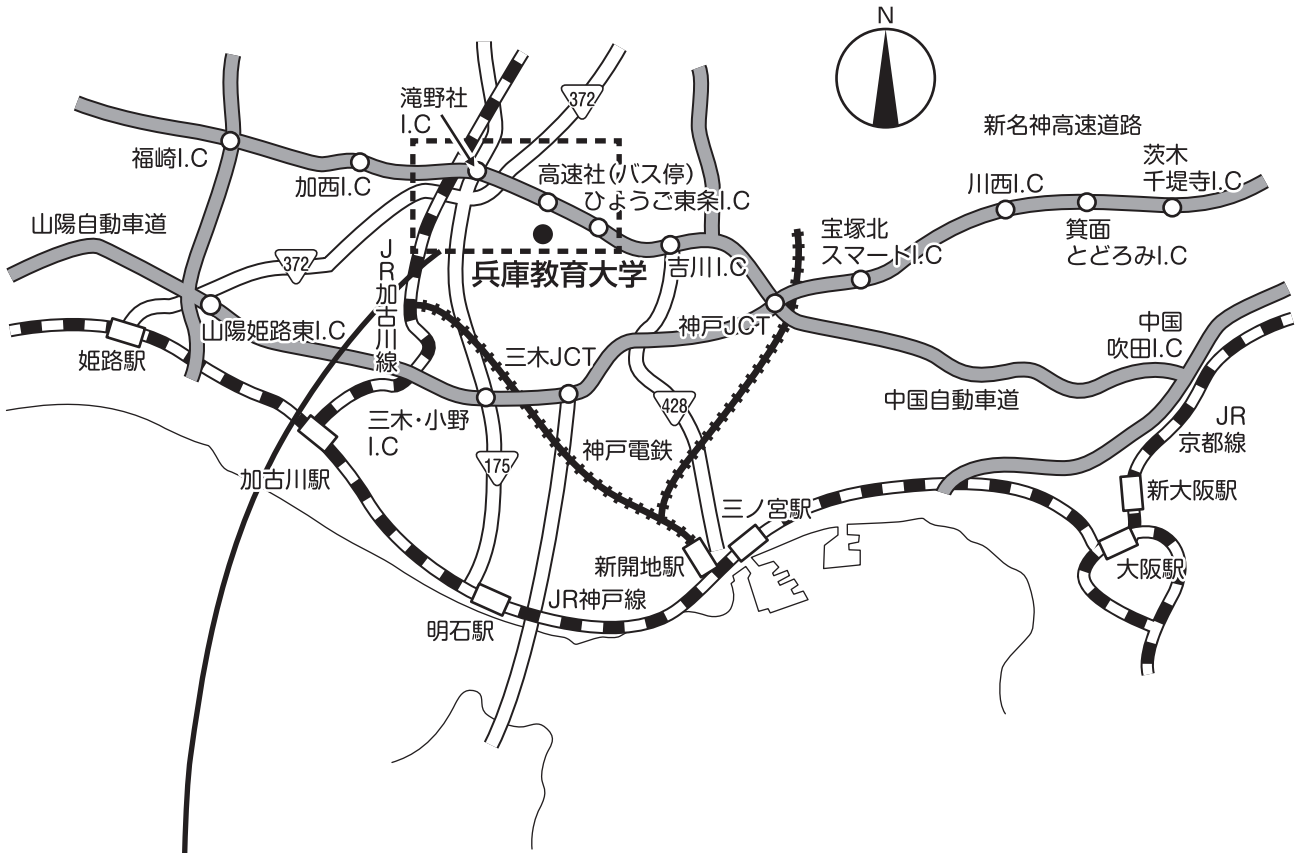 N
372
滝野社
I.C
新名神高速道路
茨木
千堤寺I.C
福崎I.C
加西I.C
高速社(バス停)
ひょうご東条I.C
川西I.C
箕面
とどろみI.C
山陽自動車道
宝塚北
スマートI.C
372
JR加古川線
兵庫教育大学
吉川I.C
山陽姫路東I.C
神戸JCT
中国
吹田I.C
姫路駅
三木JCT
中国自動車道
三木・小野
I.C
428
JR
京都線
神戸電鉄
175
加古川駅
新大阪駅
三ノ宮駅
新開地駅
大阪駅
JR神戸線
明石駅